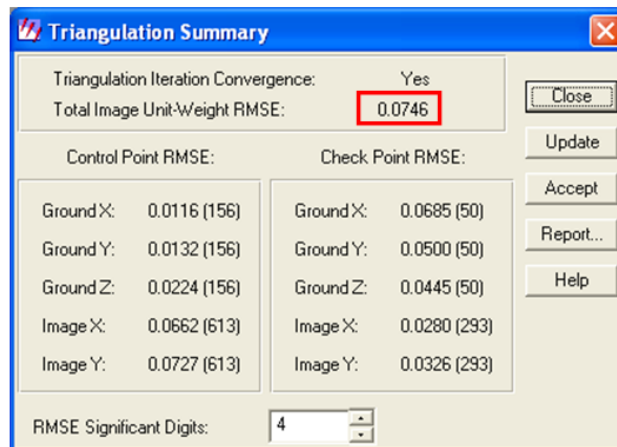 Triangulation Summary
Triangulation Iteration Convergence: Yes
Total Image Unit-Weight RMSE: 0.0746
Close
Update
Accept
Report...
Help
Control Point RMSE: Check Point RMSE:
Ground X: 0.0116 (156) Ground X: 0.0685 (50)
Ground Y: 0.0132 (156) Ground Y: 0.0500 (50)
Ground Z: 0.0224 (156) Ground Z: 0.0445 (50)
Image X: 0.0662 (613) Image X: 0.0280 (293)
Image Y: 0.0727 (613) Image Y: 0.0326 (293)
RMSE Significant Digits: 4